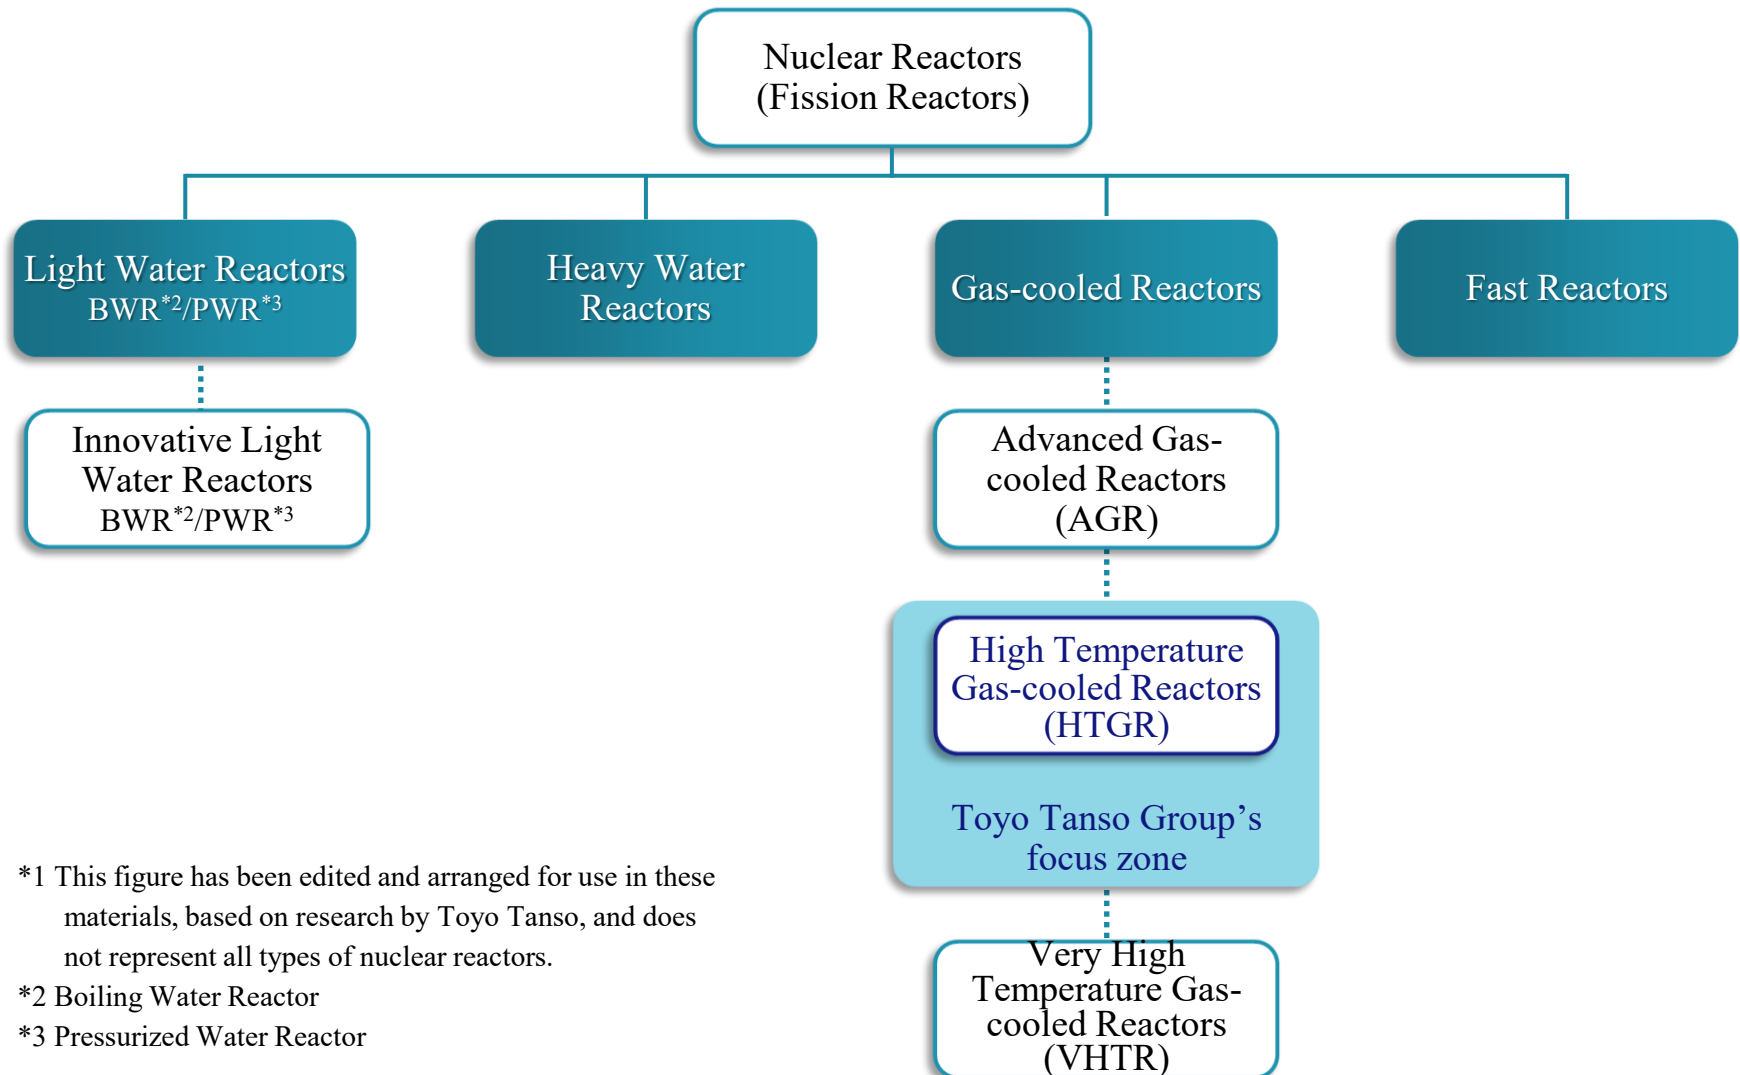 Nuclear Reactors
(Fission Reactors)
Light Water Reactors
BWR*2/PWR*3
Heavy Water
Reactors
Gas-cooled Reactors
Fast Reactors
Innovative Light
Water Reactors
BWR*2/PWR*3
Advanced Gas-
cooled Reactors
(AGR)
High Temperature
Gas-cooled Reactors
(HTGR)
Toyo Tanso Group’s
focus zone
Very High
Temperature Gas-
cooled Reactors
(VHTR)
*1 This figure has been edited and arranged for use in these
materials, based on research by Toyo Tanso, and does
not represent all types of nuclear reactors.
*2 Boiling Water Reactor
*3 Pressurized Water Reactor